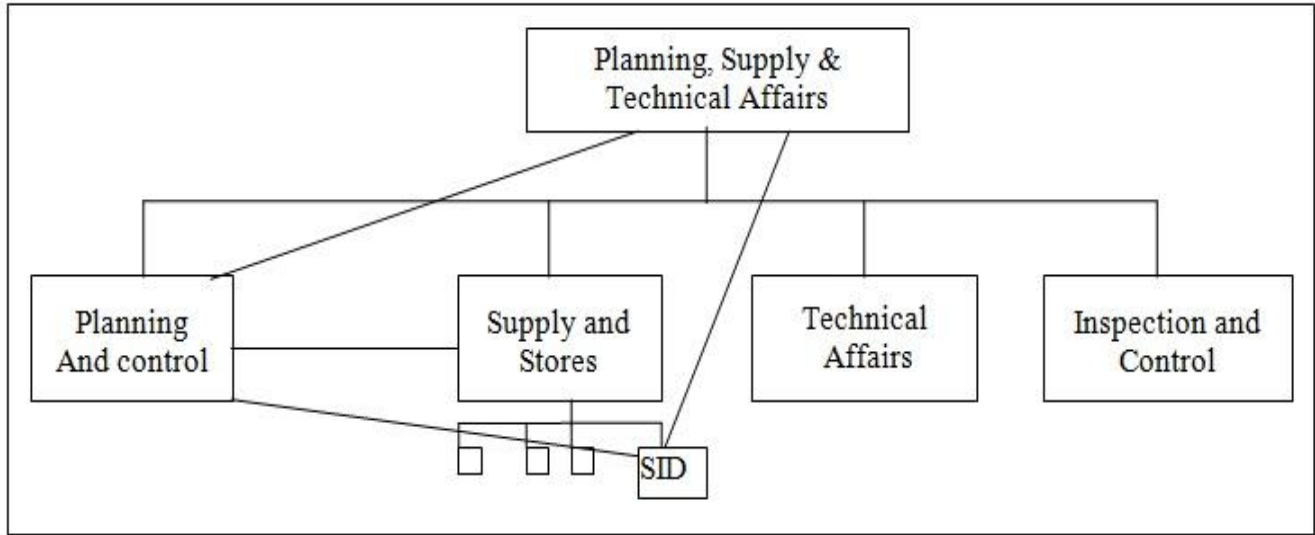 Planning, Supply &
Technical Affairs
Planning
And control
Supply and
Stores
Technical
Affairs
Inspection and
Control
SID